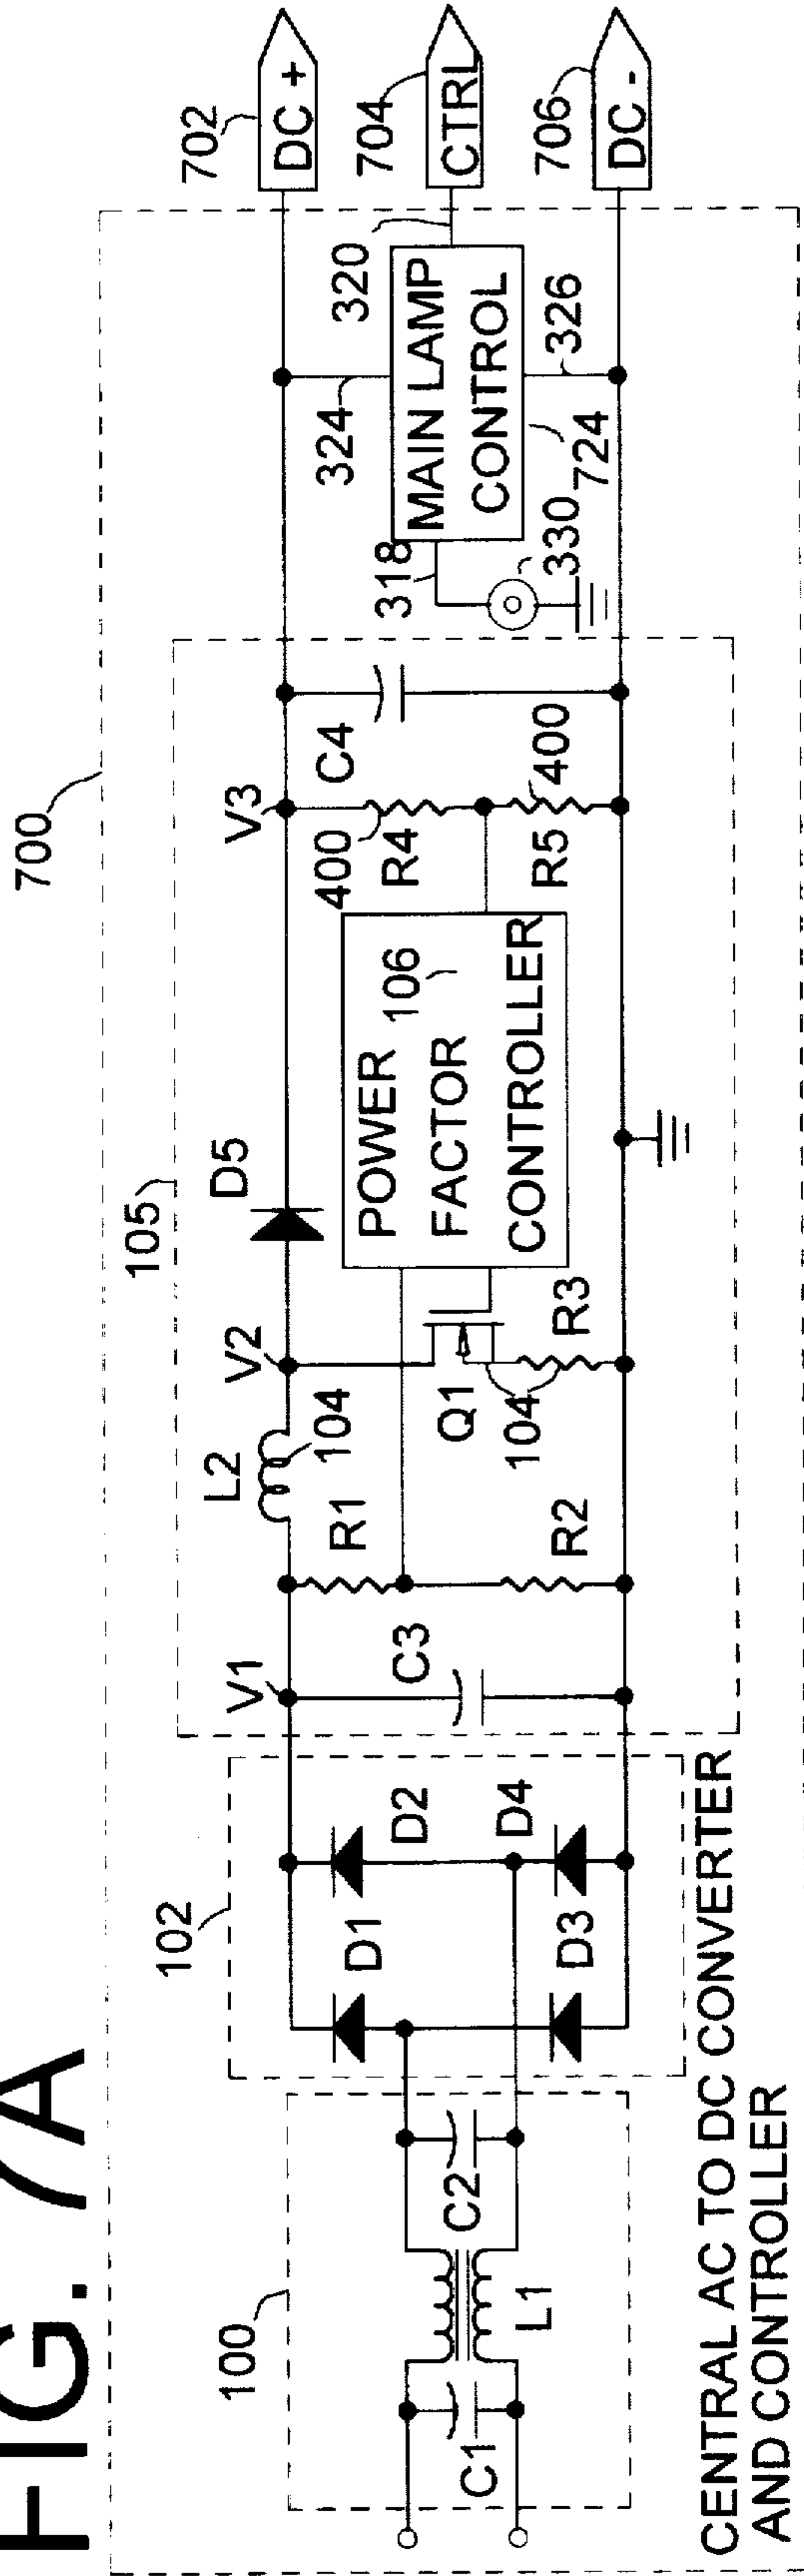 FIG. 7A
700
105
102
100
C1
L1
C2
D1
D2
D3
D4
V1
C3
R1
R2
L2
104
V2
Q1
104
R3
D5
POWER
FACTOR
CONTROLLER
106
V3
400
R4
R5
400
C4
318
330
MAIN LAMP
CONTROL
724
324
326
320
702
DC +
704
CTRL
706
DC -
CENTRAL AC TO DC CONVERTER
AND CONTROLLER